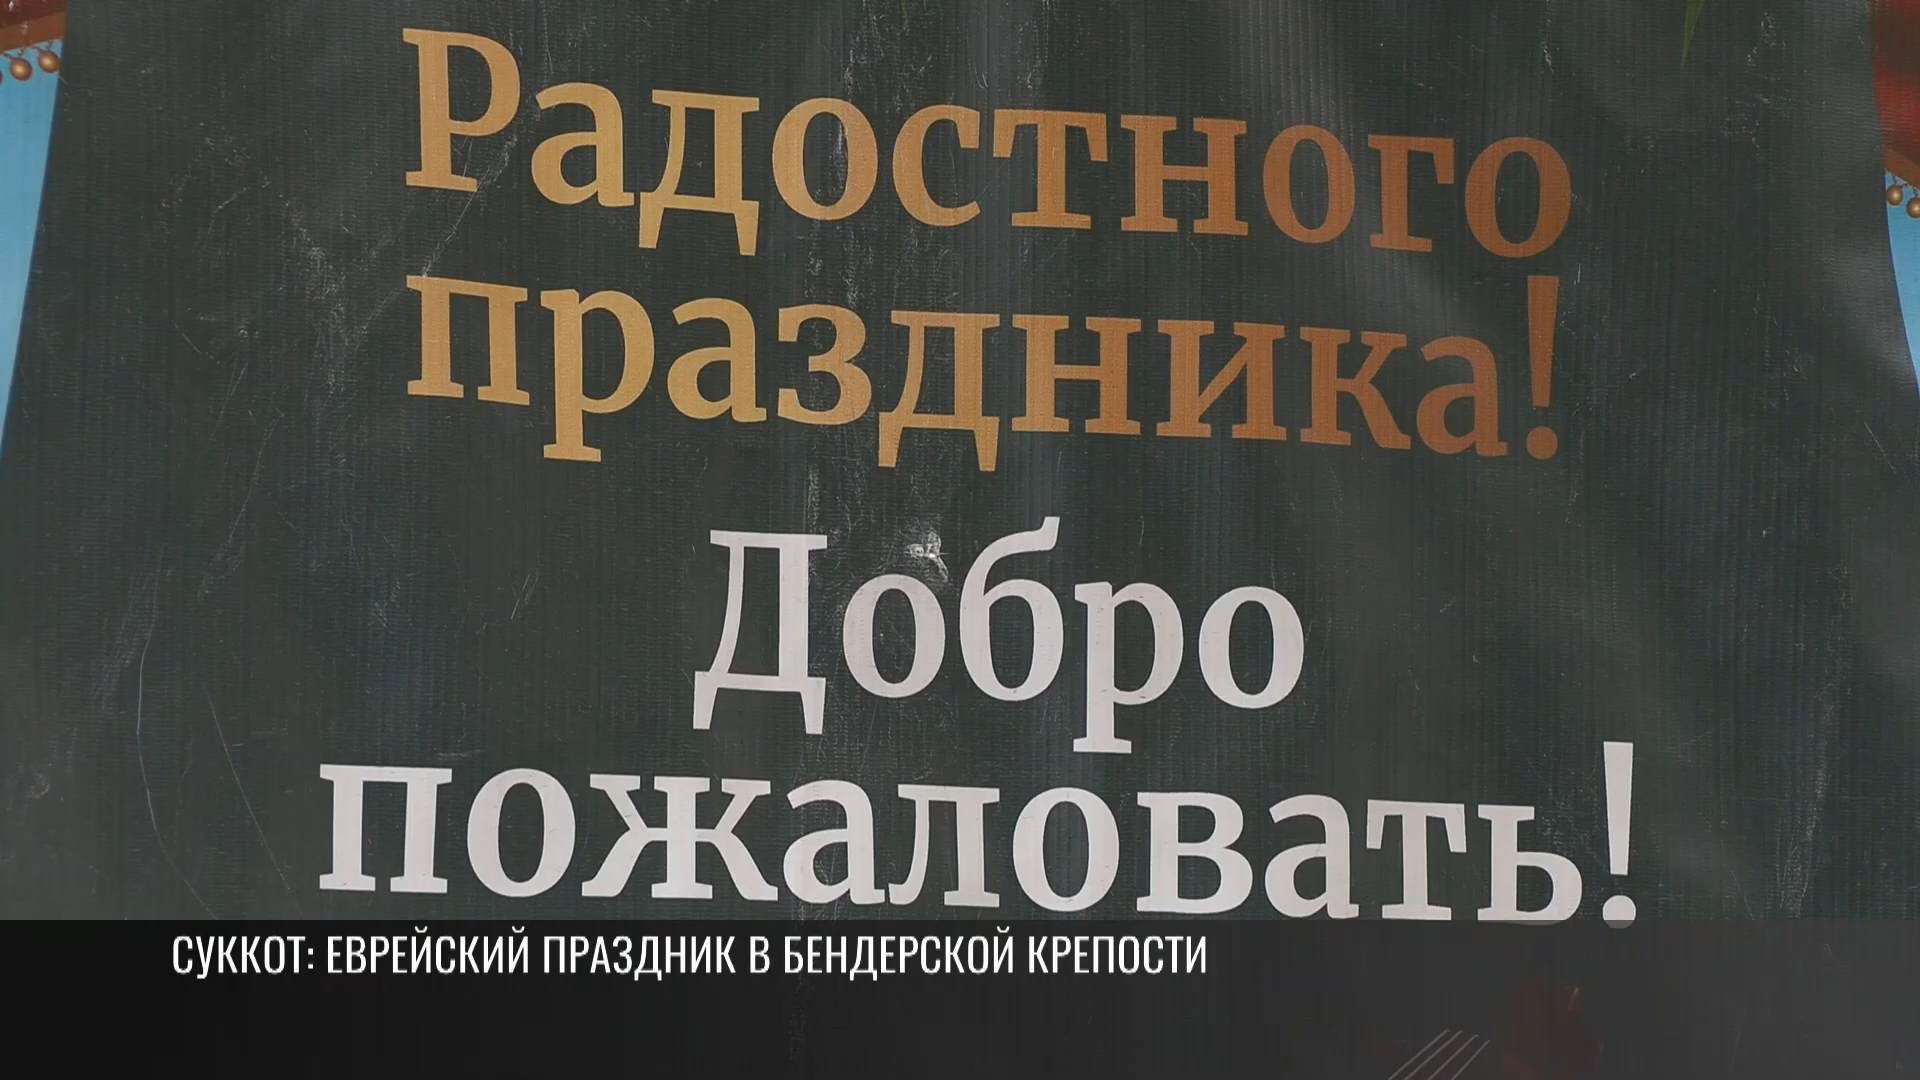 Радостного
праздника!
Добро
пожаловать!
СУККОТ: ЕВРЕЙСКИЙ ПРАЗДНИК В БЕНДЕРСКОЙ КРЕПОСТИ